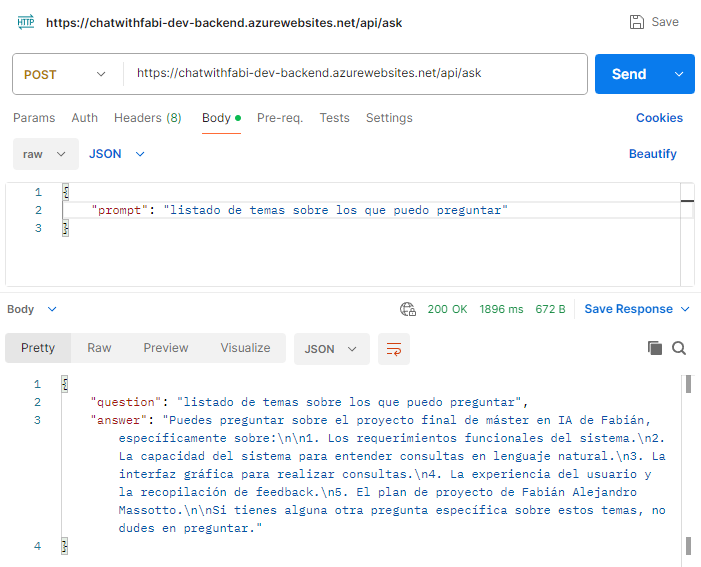 HTTP https://chatwithfabi-dev-backend.azurewebsites.net/api/ask Save
POST https://chatwithfabi-dev-backend.azurewebsites.net/api/ask Send
Params Auth Headers (8) Body Pre-req. Tests Settings Cookies
raw JSON Beautify
1 {
2 "prompt": "listado de temas sobre los que puedo preguntar"
3 }
Body 200 OK 1896 ms 672 B Save Response
Pretty Raw Preview Visualize JSON
1 {
2 "question": "listado de temas sobre los que puedo preguntar",
3 "answer": "Puedes preguntar sobre el proyecto final de máster en IA de Fabián,
específicamente sobre:\n\n1. Los requerimientos funcionales del sistema.\n2.
La capacidad del sistema para entender consultas en lenguaje natural.\n3. La
interfaz gráfica para realizar consultas.\n4. La experiencia del usuario y
la recopilación de feedback.\n5. El plan de proyecto de Fabián Alejandro
Massotto.\n\nSi tienes alguna otra pregunta específica sobre estos temas, no
dudes en preguntar."
4 }